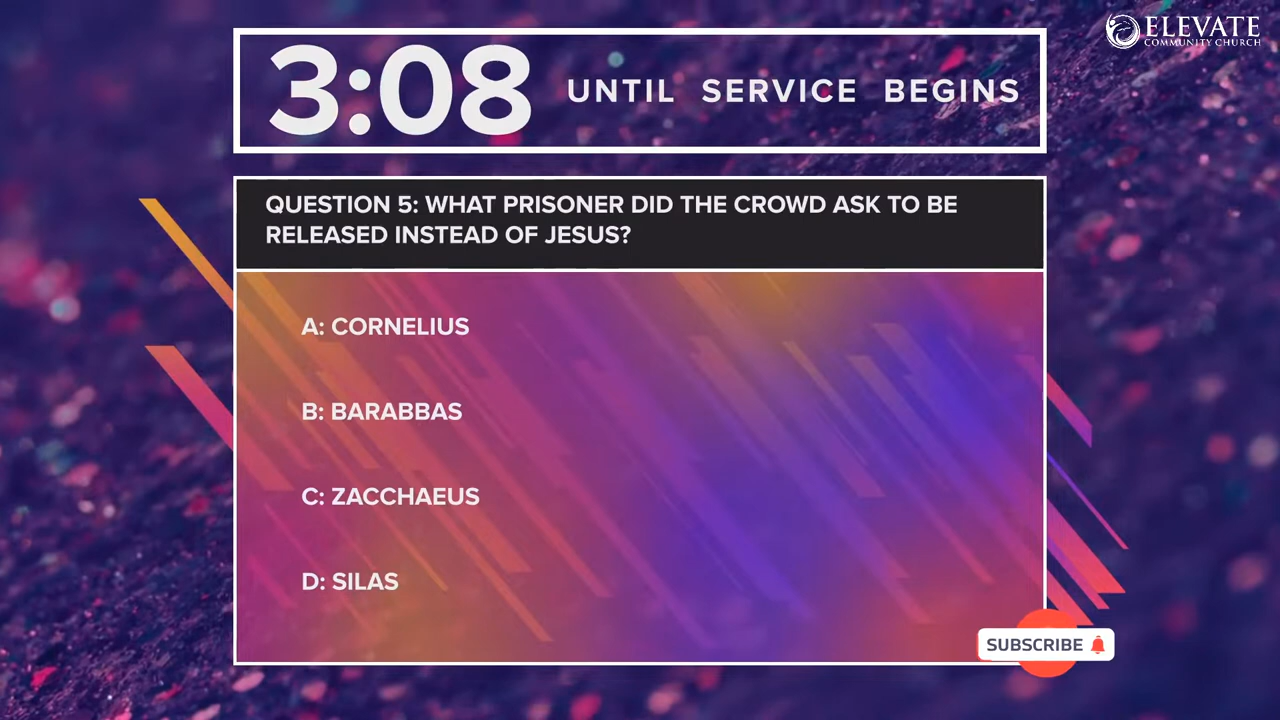 ELEVATE
COMMUNITY CHURCH
3:08 UNTIL SERVICE BEGINS
QUESTION 5: WHAT PRISONER DID THE CROWD ASK TO BE
RELEASED INSTEAD OF JESUS?
A: CORNELIUS
B: BARABBAS
C: ZACCHAEUS
D: SILAS
SUBSCRIBE